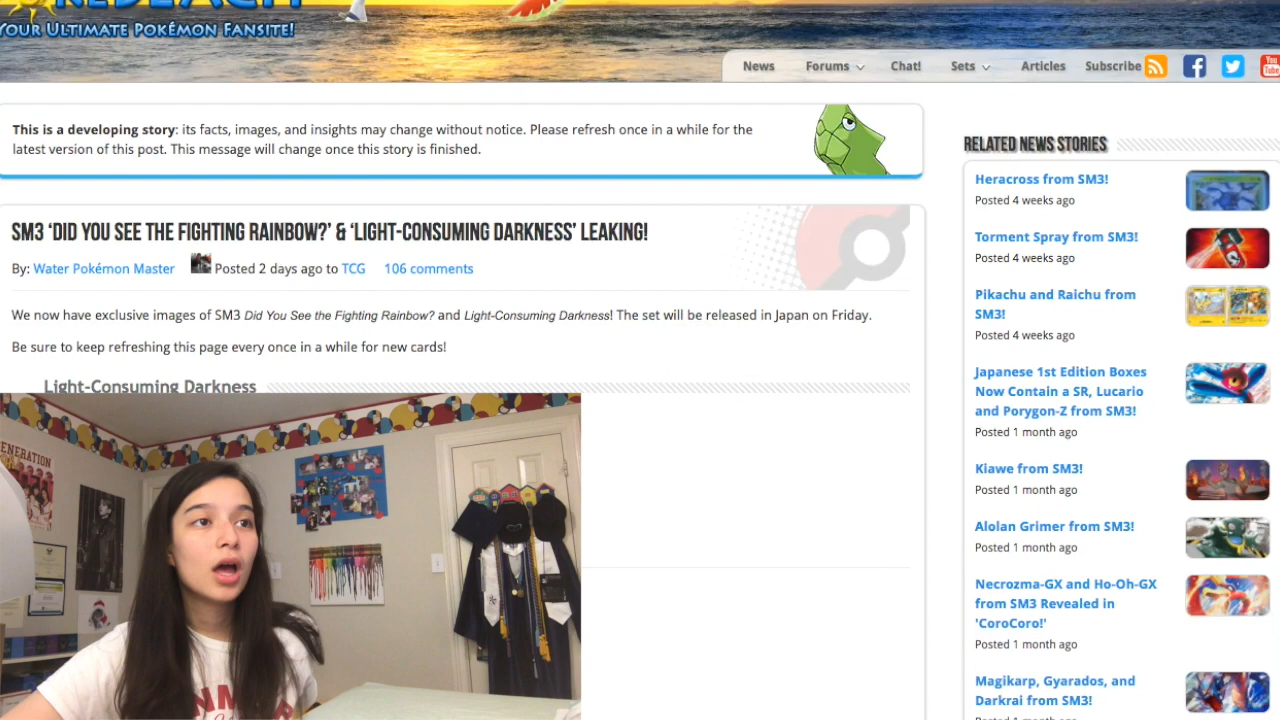 YOUR ULTIMATE POKÉMON FANSITE!
News Forums Chat! Sets Articles Subscribe
You
Tube
This is a developing story: its facts, images, and insights may change without notice. Please refresh once in a while for the
latest version of this post. This message will change once this story is finished.
SM3 ‘DID YOU SEE THE FIGHTING RAINBOW?’ & ‘LIGHT-CONSUMING DARKNESS’ LEAKING!
By: Water Pokémon Master Posted 2 days ago to TCG 106 comments
We now have exclusive images of SM3 Did You See the Fighting Rainbow? and Light-Consuming Darkness! The set will be released in Japan on Friday.
Be sure to keep refreshing this page every once in a while for new cards!
Light-Consuming Darkness
RELATED NEWS STORIES
Heracross from SM3!
Posted 4 weeks ago
Torment Spray from SM3!
Posted 4 weeks ago
Pikachu and Raichu from
SM3!
Posted 4 weeks ago
Japanese 1st Edition Boxes
Now Contain a SR, Lucario
and Porygon-Z from SM3!
Posted 1 month ago
Kiawe from SM3!
Posted 1 month ago
Alolan Grimer from SM3!
Posted 1 month ago
Necrozma-GX and Ho-Oh-GX
from SM3 Revealed in
'CoroCoro!'
Posted 1 month ago
Magikarp, Gyarados, and
Darkrai from SM3!
Posted 1 month ago
GENERATION